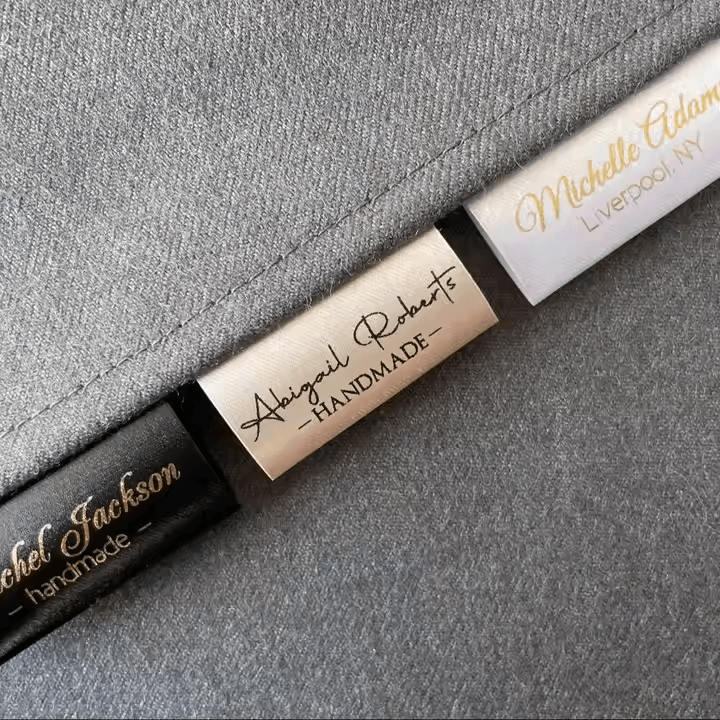 Michelle Adam
Liverpool, NY
Abigail Roberts
– HANDMADE –
chel Jackson
– handmade –